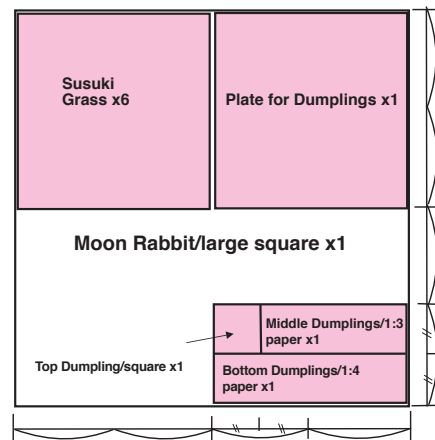 Susuki
Grass x6
Plate for Dumplings x1
Moon Rabbit/large square x1
Middle Dumplings/1:3
paper x1
Top Dumpling/square x1
Bottom Dumplings/1:4
paper x1